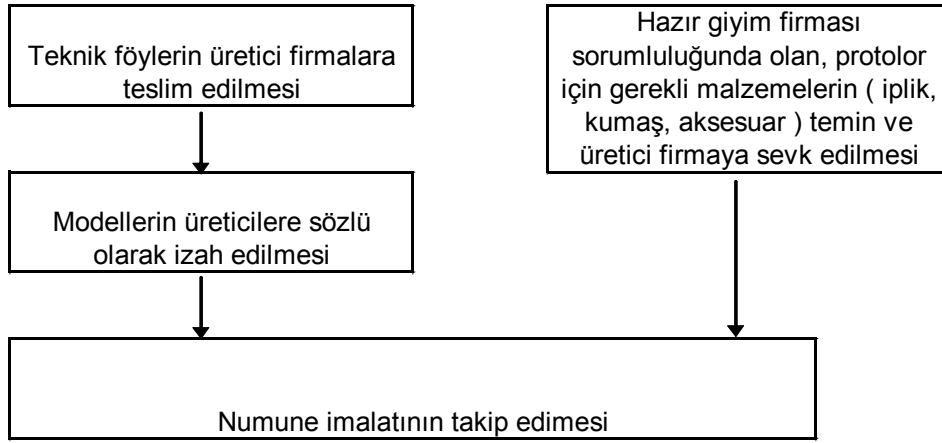 Teknik föylerin üretici firmalara
teslim edilmesi
Hazır giyim firması
sorumluluğunda olan, protolor
için gerekli malzemelerin ( iplik,
kumaş, aksesuar ) temin ve
üretici firmaya sevk edilmesi
Modellerin üreticilere sözlü
olarak izah edilmesi
Numune imalatının takip edimesi